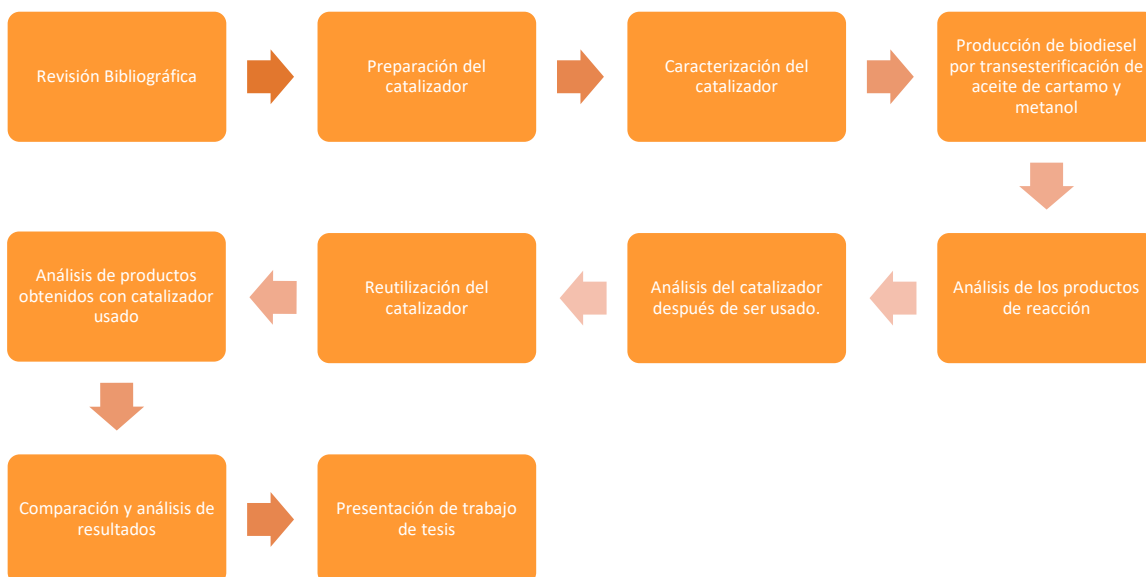 Revisión Bibliográfica
Preparación del
catalizador
Caracterización del
catalizador
Producción de biodiesel
por transesterificación de
aceite de cartamo y
metanol
Análisis de los productos
de reacción
Análisis del catalizador
después de ser usado.
Reutilización del
catalizador
Análisis de productos
obtenidos con catalizador
usado
Comparación y análisis de
resultados
Presentación de trabajo
de tesis